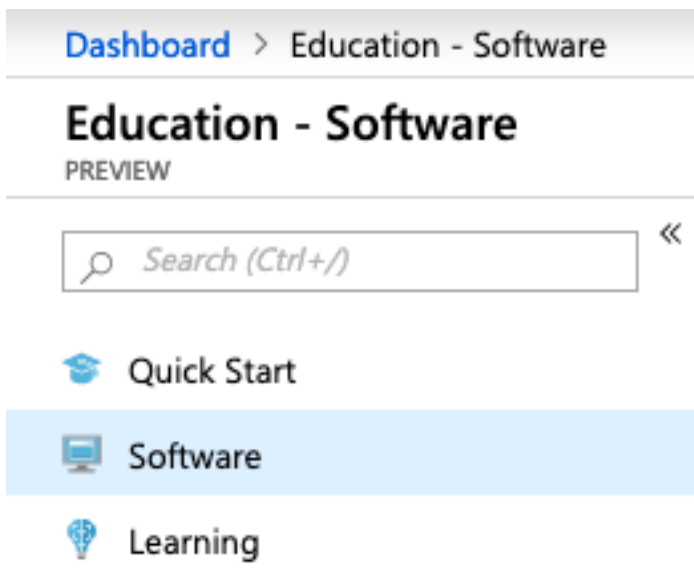 Dashboard > Education - Software
Education - Software
PREVIEW
Search (Ctrl+/)
Quick Start
Software
Learning